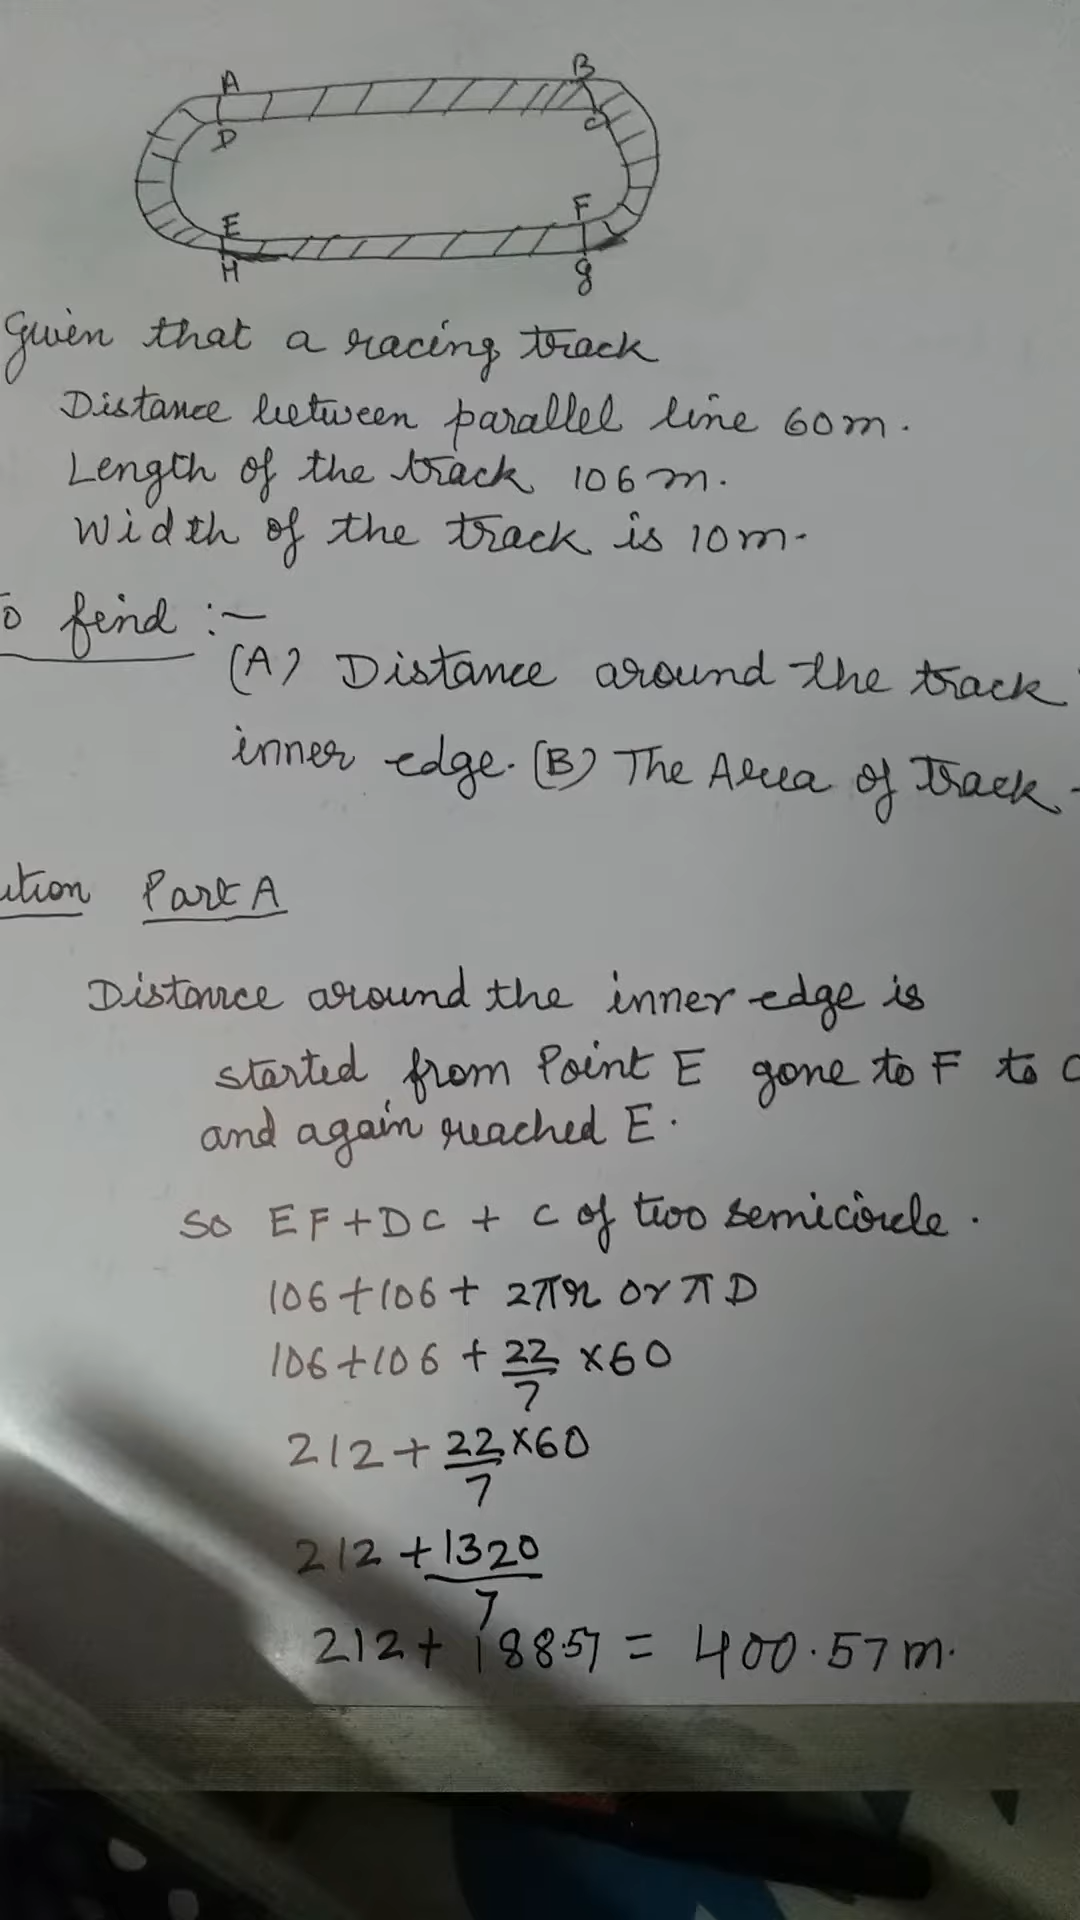 A B
D C
E F
H g
Given that a racing track
Distance between parallel line 60m.
Length of the track 106m.
Width of the track is 10m.
To find :-
(A) Distance around the track
inner edge. (B) The Area of Track -
ution Part A
Distance around the inner edge is
started from Point E gone to F to C
and again reached E.
So EF+DC + C of two semicircle.
106+106+ 2πr or πD
106+106 + 22/7 ×60
212+ 22/7 ×60
212 + 1320/7
212+ 188.57 = 400.57m.